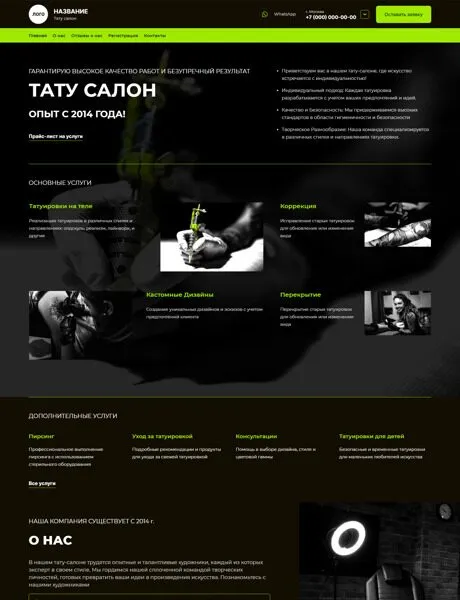 ЛОГО
НАЗВАНИЕ
Тату салон
WhatsApp
г. Москва
+7 (000) 000-00-00
Оставить заявку
Главная О нас Отзывы о нас Регистрация Контакты
ГАРАНТИРУЮ ВЫСОКОЕ КАЧЕСТВО РАБОТ И БЕЗУПРЕЧНЫЙ РЕЗУЛЬТАТ
ТАТУ САЛОН
ОПЫТ С 2014 ГОДА!
Прайс-лист на услуги
Приветствуем вас в нашем тату-салоне, где искусство
встречается с индивидуальностью!
Индивидуальный подход: Каждая татуировка
разрабатывается с учетом ваших предпочтений и идей.
Качество и Безопасность: Мы придерживаемся высоких
стандартов в области гигиеничности и безопасности
Творческое Разнообразие: Наша команда специализируется
в различных стилях и направлениях татуировки.
ОСНОВНЫЕ УСЛУГИ
Татуировки на теле
Реализация татуировок в различных стилях и
направлениях: олдскул, реализм, лайнворк, и
другие
Коррекция
Исправление старых татуировок
для обновления или изменения
вида
Кастомные Дизайны
Создание уникальных дизайнов и эскизов с учетом
предпочтений клиента
Перекрытие
Перекрытие старых татуировок
для обновления или изменения
вида
ДОПОЛНИТЕЛЬНЫЕ УСЛУГИ
Пирсинг
Профессиональное выполнение
пирсинга с использованием
стерильного оборудования
Уход за татуировкой
Подробные рекомендации и продукты
для ухода за свежей татуировкой
Консультации
Помощь в выборе дизайна, стиля и
цветовой гаммы
Татуировки для детей
Безопасные и временные татуировки
для маленьких любителей искусства
Все услуги
НАША КОМПАНИЯ СУЩЕСТВУЕТ С 2014 г.
О НАС
В нашем тату-салоне трудятся опытные и талантливые художники, каждый из которых
эксперт в своем стиле. Мы гордимся нашей сплоченной командой творческих
личностей, готовых превратить ваши идеи в произведения искусства. Познакомьтесь с
нашими художниками